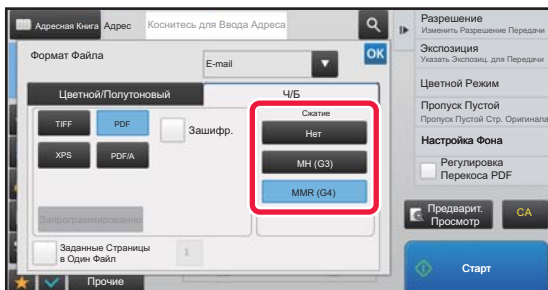 Адресная Книга
Адрес
Коснитесь для Ввода Адреса
Формат Файла
E-mail
OK
Цветной/Полутоновый
Ч/Б
TIFF
PDF
Зашифр.
XPS
PDF/A
Запрограммированно
Заданные Страницы
в Один Файл
1
Сжатие
Нет
MH (G3)
MMR (G4)
Прочие
Разрешение
Изменить Разрешение Передачи
Экспозиция
Указать Экспозиц. для Передачи
Цветной Режим
Пропуск Пустой
Пропуск Пустой Стр. Оригинала
Настройка Фона
Регулировка
Перекоса PDF
Предварит.
Просмотр
CA
Старт